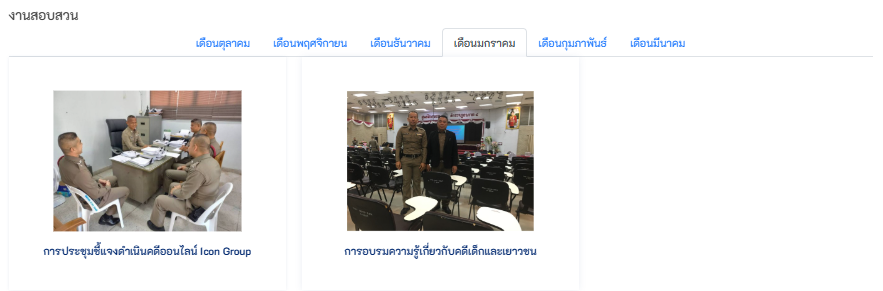 งานสอบสวน
เดือนตุลาคม เดือนพฤศจิกายน เดือนธันวาคม เดือนมกราคม เดือนกุมภาพันธ์ เดือนมีนาคม
การประชุมชี้แจงดำเนินคดีออนไลน์ Icon Group
การอบรมความรู้เกี่ยวกับคดีเด็กและเยาวชน